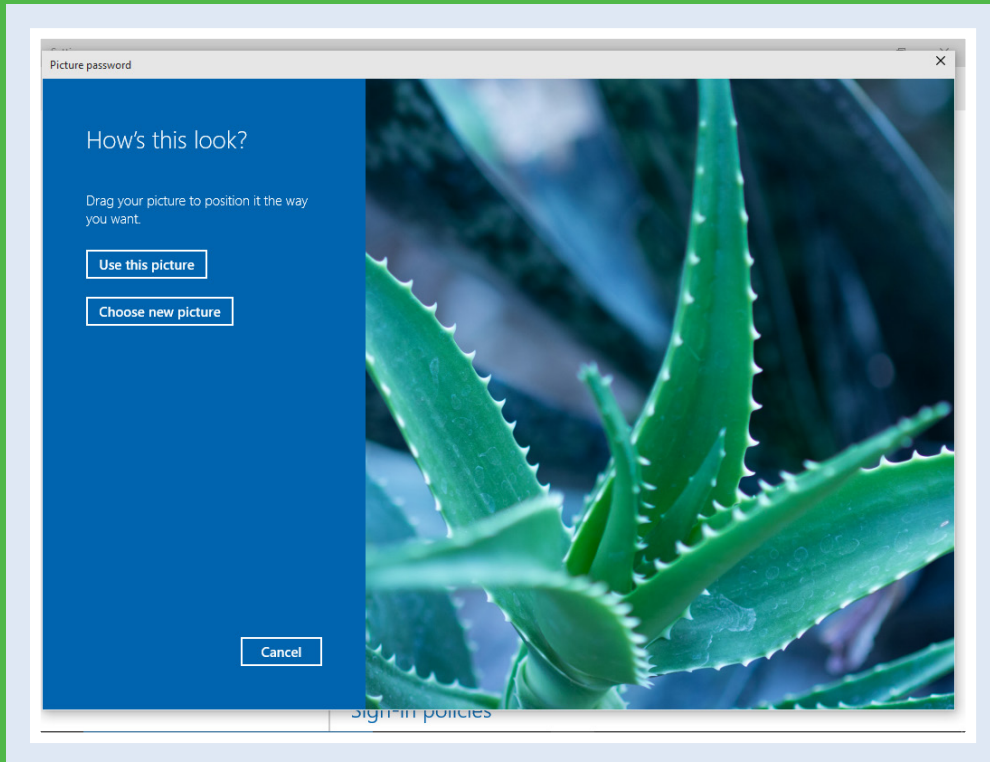 Picture password
How's this look?
Drag your picture to position it the way
you want.
Use this picture
Choose new picture
Cancel
Sign-in policies